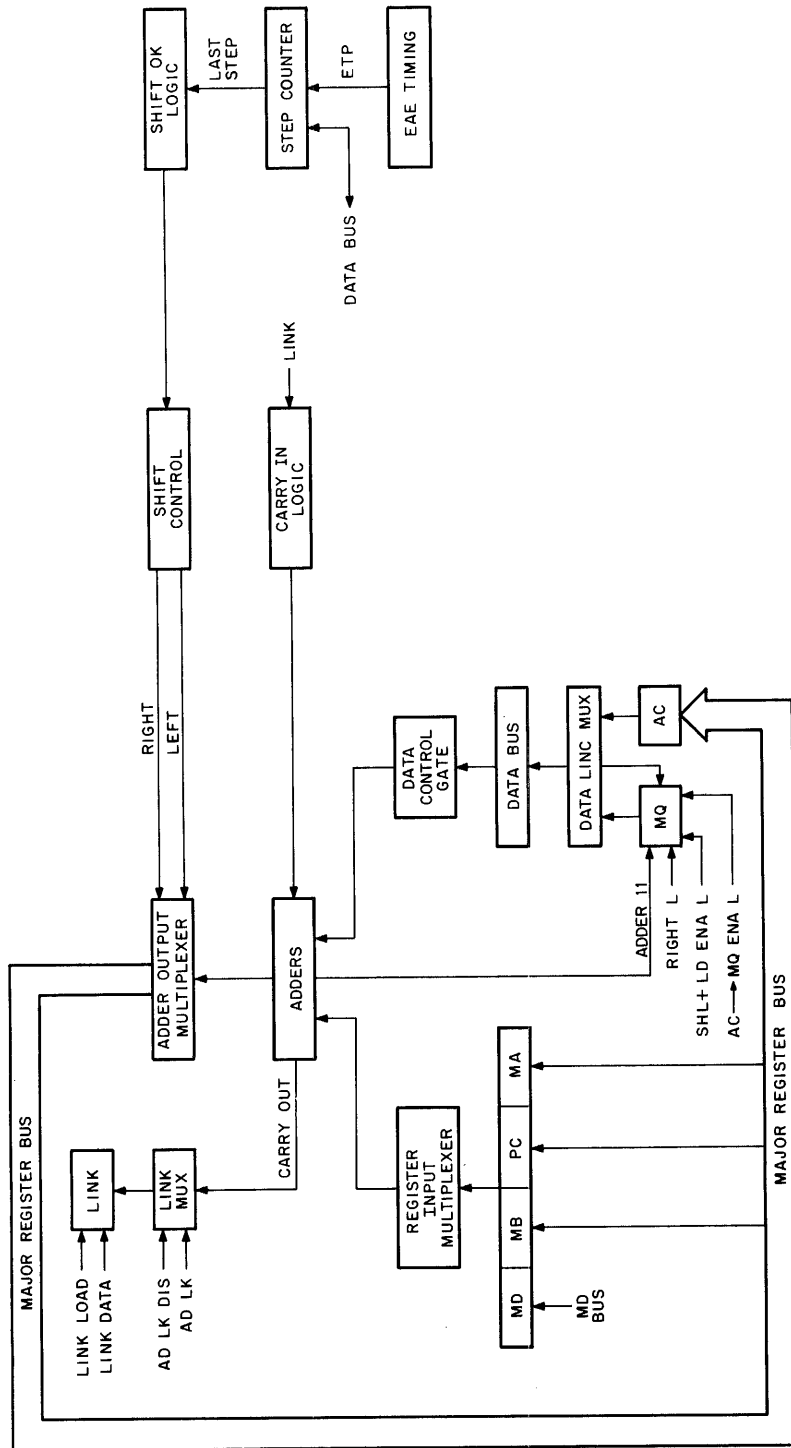 MAJOR REGISTER BUS
LINK LOAD
LINK DATA
LINK
AD LK DIS
AD LK
LINK
MUX
CARRY OUT
ADDER OUTPUT
MULTIPLEXER
RIGHT
LEFT
SHIFT
CONTROL
SHIFT OK
LOGIC
LAST
STEP
STEP COUNTER
ETP
EAE TIMING
DATA BUS
ADDERS
CARRY IN
LOGIC
LINK
REGISTER
INPUT
MULTIPLEXER
MD
MB
PC
MA
MD
BUS
DATA
CONTROL
GATE
DATA BUS
DATA LINC MUX
MQ
AC
ADDER 11
RIGHT L
SHL+ LD ENA L
AC → MQ ENA L
MAJOR REGISTER BUS